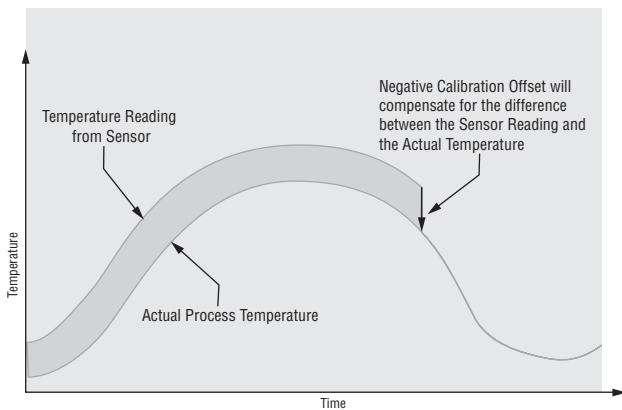 Negative Calibration Offset will
compensate for the difference
between the Sensor Reading and
the Actual Temperature
Temperature Reading
from Sensor
Actual Process Temperature
Temperature
Time